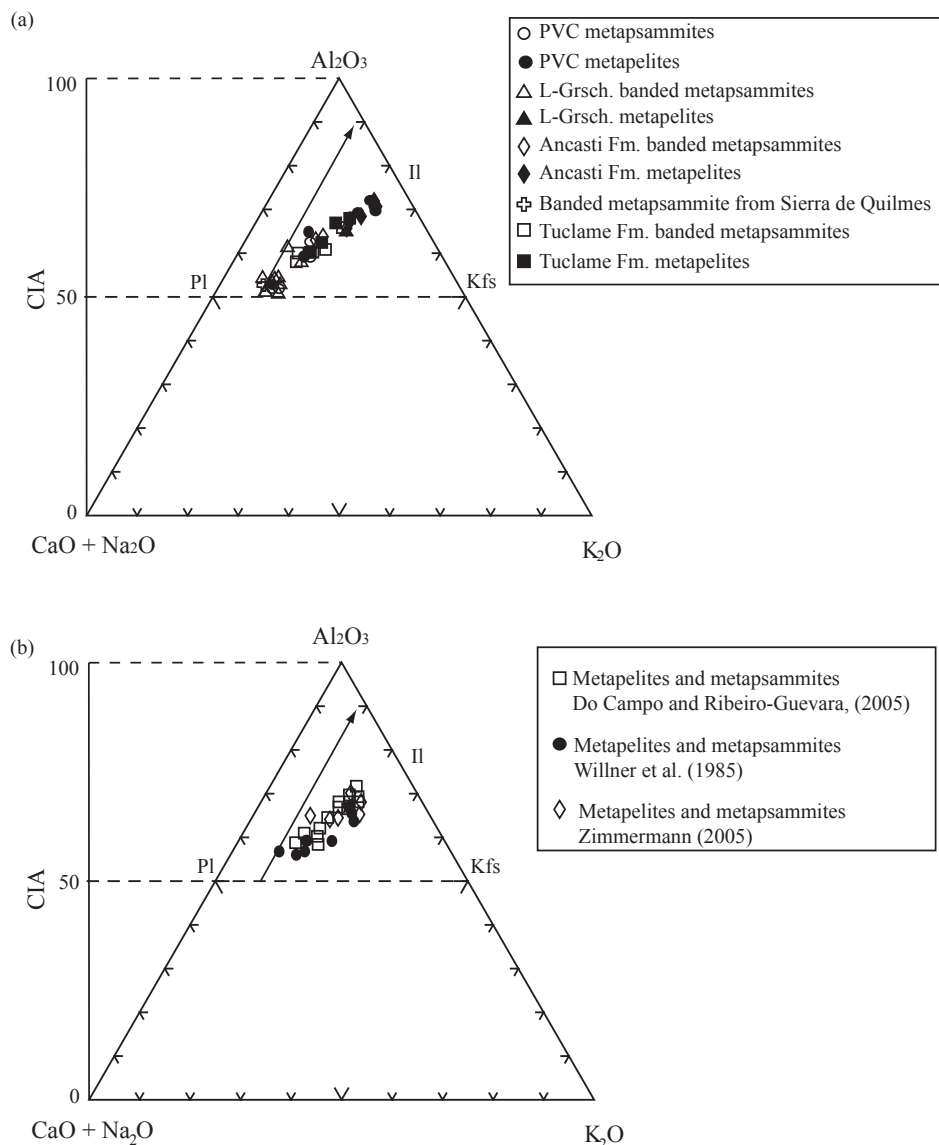 (a)
100
Al2O3
Il
Pl
Kfs
CIA
50
0
CaO + Na2O
K2O
PVC metapsammites
PVC metapelites
L-Grsch. banded metapsammites
L-Grsch. metapelites
Ancasti Fm. banded metapsammites
Ancasti Fm. metapelites
Banded metapsammite from Sierra de Quilmes
Tuclame Fm. banded metapsammites
Tuclame Fm. metapelites
(b)
100
Al2O3
Il
Pl
Kfs
CIA
50
0
CaO + Na2O
K2O
Metapelites and metapsammites
Do Campo and Ribeiro-Guevara, (2005)
Metapelites and metapsammites
Willner et al. (1985)
Metapelites and metapsammites
Zimmermann (2005)